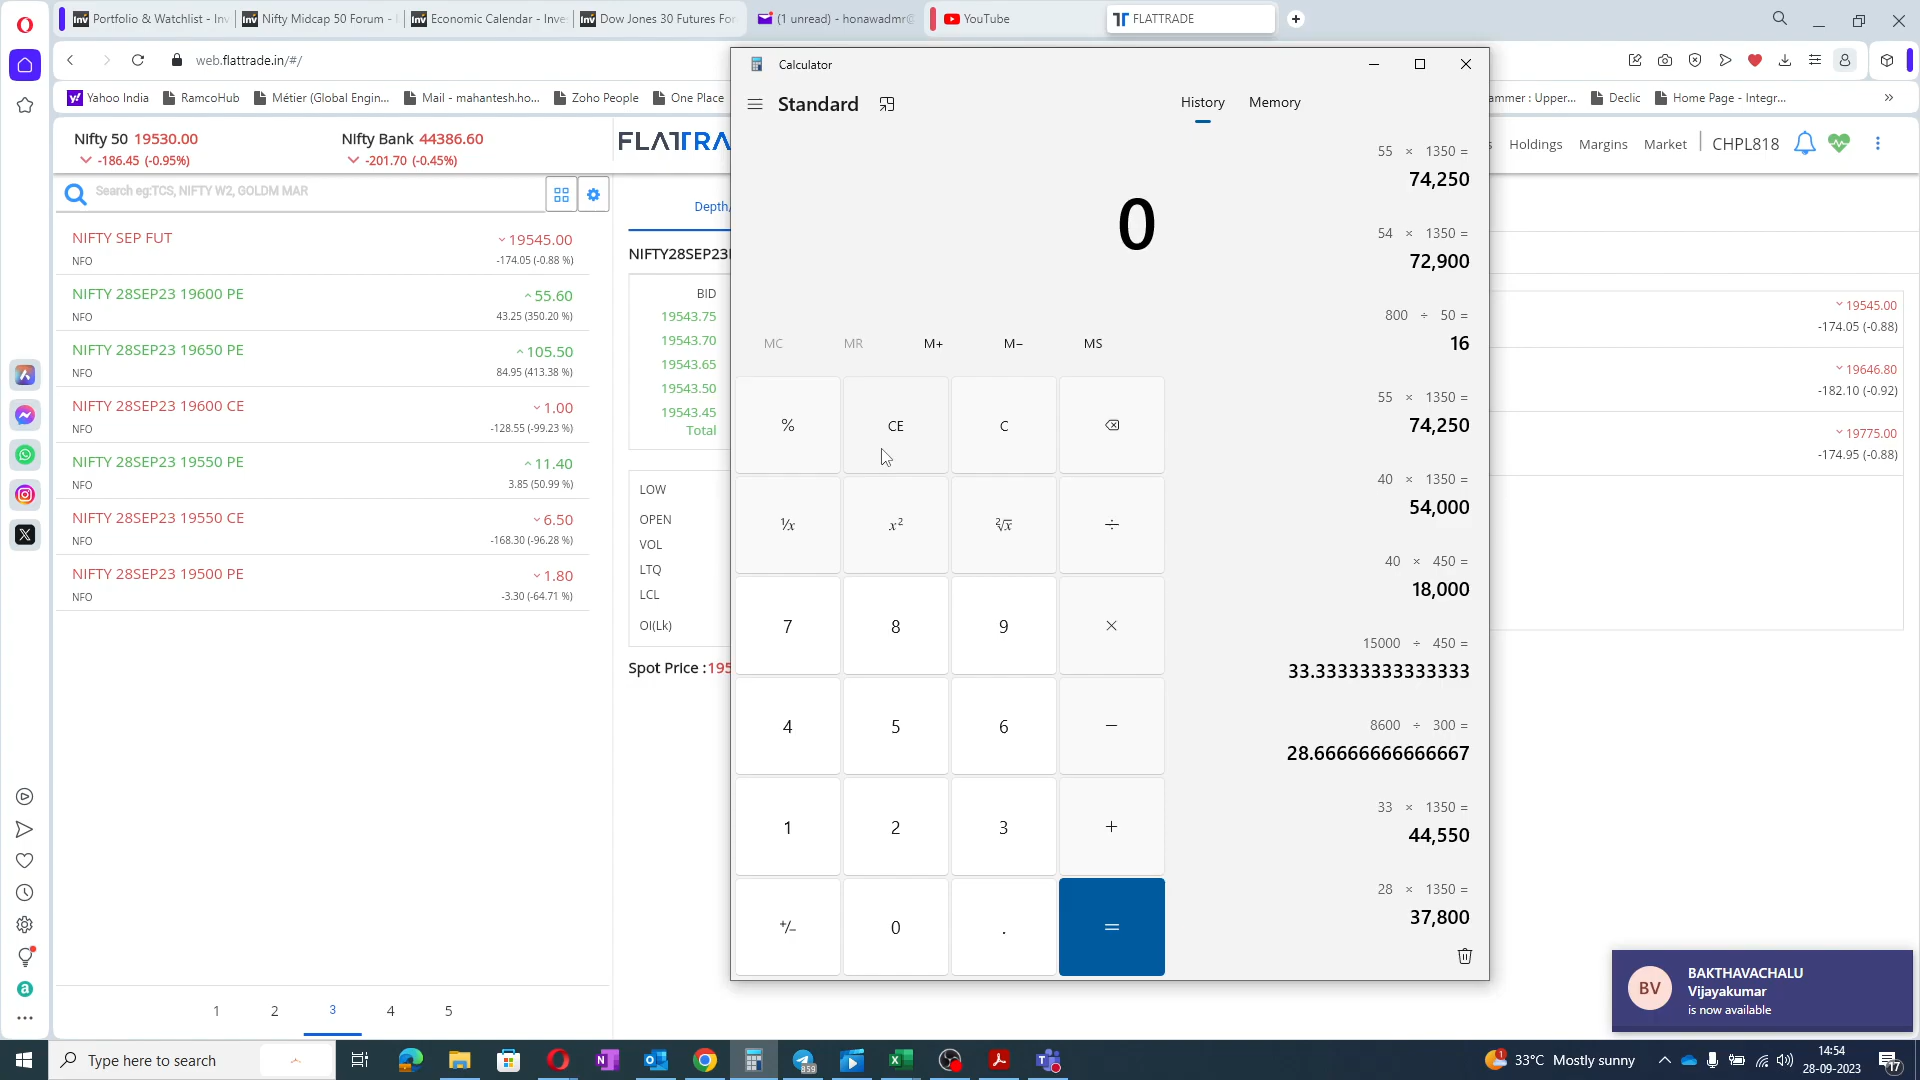 Portfolio & Watchlist - Inv
Nifty Midcap 50 Forum -
Economic Calendar - Inve
Dow Jones 30 Futures For
(1 unread) - honawadmr@
YouTube
FLATTRADE
web.flattrade.in/#/
Yahoo India
RamcoHub
Métier (Global Engin...
Mail - mahantesh.ho...
Zoho People
One Place
ammer : Upper...
Declic
Home Page - Integr...
»
Nifty 50 19530.00
-186.45 (-0.95%)
Nifty Bank 44386.60
-201.70 (-0.45%)
FLATTRA
Holdings
Margins
Market
CHPL818
Search eg:TCS, NIFTY W2, GOLDM MAR
NIFTY SEP FUT
19545.00
NFO
-174.05 (-0.88 %)
NIFTY 28SEP23 19600 PE
55.60
NFO
43.25 (350.20 %)
NIFTY 28SEP23 19650 PE
105.50
NFO
84.95 (413.38 %)
NIFTY 28SEP23 19600 CE
1.00
NFO
-128.55 (-99.23 %)
NIFTY 28SEP23 19550 PE
11.40
NFO
3.85 (50.99 %)
NIFTY 28SEP23 19550 CE
6.50
NFO
-168.30 (-96.28 %)
NIFTY 28SEP23 19500 PE
1.80
NFO
-3.30 (-64.71 %)
1 2 3 4 5
Depth/
NIFTY28SEP23
BID
19543.75
19543.70
19543.65
19543.50
19543.45
Total
LOW
OPEN
VOL
LTQ
LCL
OI(Lk)
Spot Price :195
Calculator
Standard
0
MC MR M+ M− MS
% CE C
⅟x x² ²√x ÷
7 8 9 ×
4 5 6 −
1 2 3 +
+/− 0 . =
History
Memory
55 × 1350 =
74,250
54 × 1350 =
72,900
800 ÷ 50 =
16
55 × 1350 =
74,250
40 × 1350 =
54,000
40 × 450 =
18,000
15000 ÷ 450 =
33.33333333333333
8600 ÷ 300 =
28.66666666666667
33 × 1350 =
44,550
28 × 1350 =
37,800
19545.00
-174.05 (-0.88)
19646.80
-182.10 (-0.92)
19775.00
-174.95 (-0.88)
BV
BAKTHAVACHALU
Vijayakumar
is now available
Type here to search
859
1
33°C Mostly sunny
14:54
28-09-2023
17